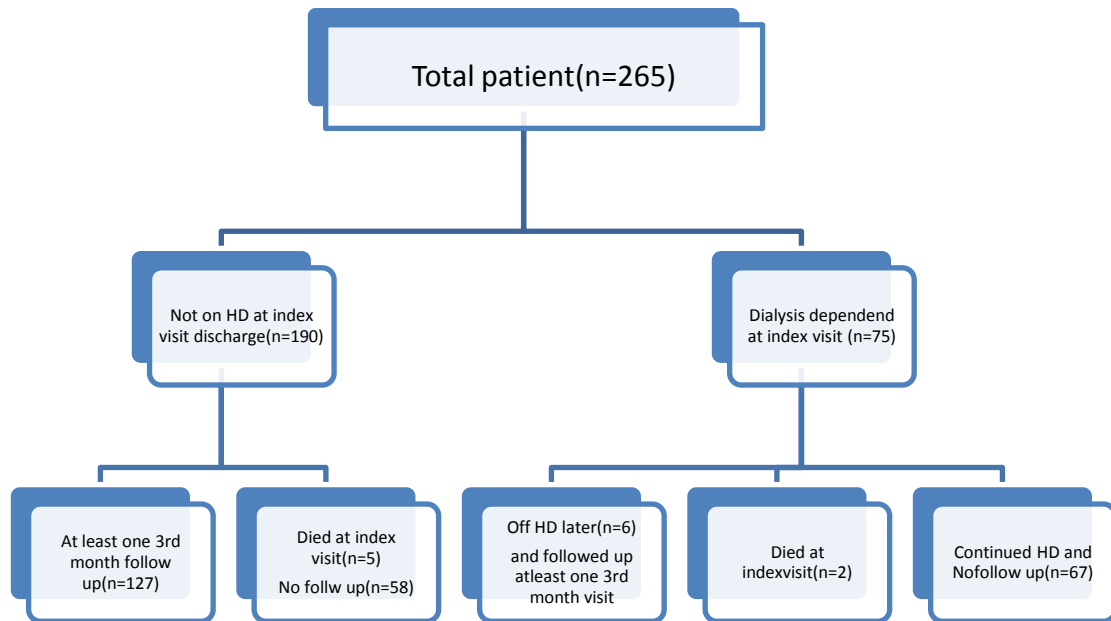 Total patient(n=265)
Not on HD at index
visit discharge(n=190)
Dialysis dependend
at index visit (n=75)
At least one 3rd
month follow
up(n=127)
Died at index
visit(n=5)
No follw up(n=58)
Off HD later(n=6)
and followed up
atleast one 3rd
month visit
Died at
indexvisit(n=2)
Continued HD and
Nofollow up(n=67)